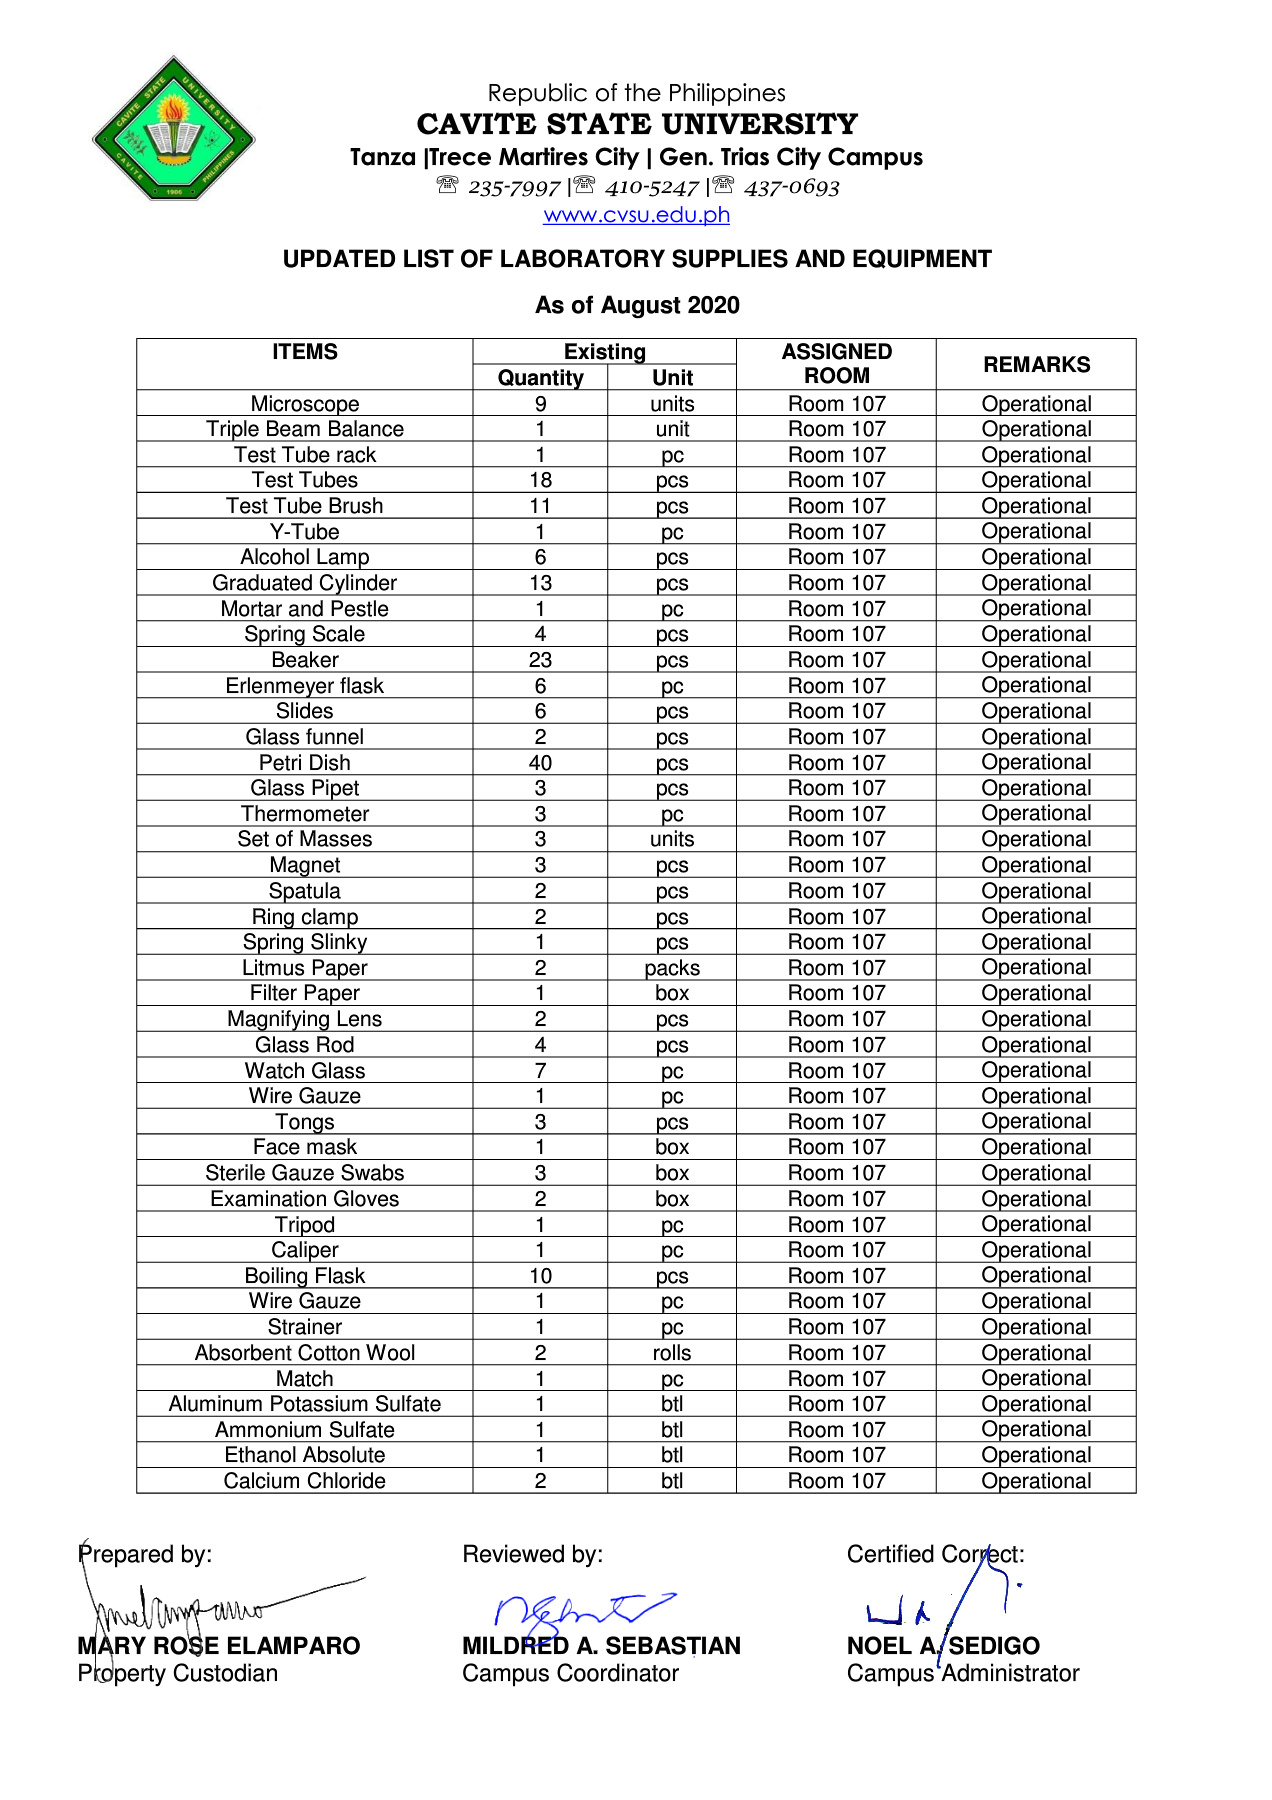 CAVITE STATE UNIVERSITY
CAVITE PHILIPPINES
1906
Republic of the Philippines
CAVITE STATE UNIVERSITY
Tanza |Trece Martires City | Gen. Trias City Campus
☏ 235-7997 |☏ 410-5247 |☏ 437-0693
www.cvsu.edu.ph
UPDATED LIST OF LABORATORY SUPPLIES AND EQUIPMENT
As of August 2020
ITEMS Existing ASSIGNED ROOM REMARKS
Quantity Unit
Microscope 9 units Room 107 Operational
Triple Beam Balance 1 unit Room 107 Operational
Test Tube rack 1 pc Room 107 Operational
Test Tubes 18 pcs Room 107 Operational
Test Tube Brush 11 pcs Room 107 Operational
Y-Tube 1 pc Room 107 Operational
Alcohol Lamp 6 pcs Room 107 Operational
Graduated Cylinder 13 pcs Room 107 Operational
Mortar and Pestle 1 pc Room 107 Operational
Spring Scale 4 pcs Room 107 Operational
Beaker 23 pcs Room 107 Operational
Erlenmeyer flask 6 pc Room 107 Operational
Slides 6 pcs Room 107 Operational
Glass funnel 2 pcs Room 107 Operational
Petri Dish 40 pcs Room 107 Operational
Glass Pipet 3 pcs Room 107 Operational
Thermometer 3 pc Room 107 Operational
Set of Masses 3 units Room 107 Operational
Magnet 3 pcs Room 107 Operational
Spatula 2 pcs Room 107 Operational
Ring clamp 2 pcs Room 107 Operational
Spring Slinky 1 pcs Room 107 Operational
Litmus Paper 2 packs Room 107 Operational
Filter Paper 1 box Room 107 Operational
Magnifying Lens 2 pcs Room 107 Operational
Glass Rod 4 pcs Room 107 Operational
Watch Glass 7 pc Room 107 Operational
Wire Gauze 1 pc Room 107 Operational
Tongs 3 pcs Room 107 Operational
Face mask 1 box Room 107 Operational
Sterile Gauze Swabs 3 box Room 107 Operational
Examination Gloves 2 box Room 107 Operational
Tripod 1 pc Room 107 Operational
Caliper 1 pc Room 107 Operational
Boiling Flask 10 pcs Room 107 Operational
Wire Gauze 1 pc Room 107 Operational
Strainer 1 pc Room 107 Operational
Absorbent Cotton Wool 2 rolls Room 107 Operational
Match 1 pc Room 107 Operational
Aluminum Potassium Sulfate 1 btl Room 107 Operational
Ammonium Sulfate 1 btl Room 107 Operational
Ethanol Absolute 1 btl Room 107 Operational
Calcium Chloride 2 btl Room 107 Operational
Prepared by: Reviewed by: Certified Correct:
MARY ROSE ELAMPARO MILDRED A. SEBASTIAN NOEL A. SEDIGO
Property Custodian Campus Coordinator Campus Administrator